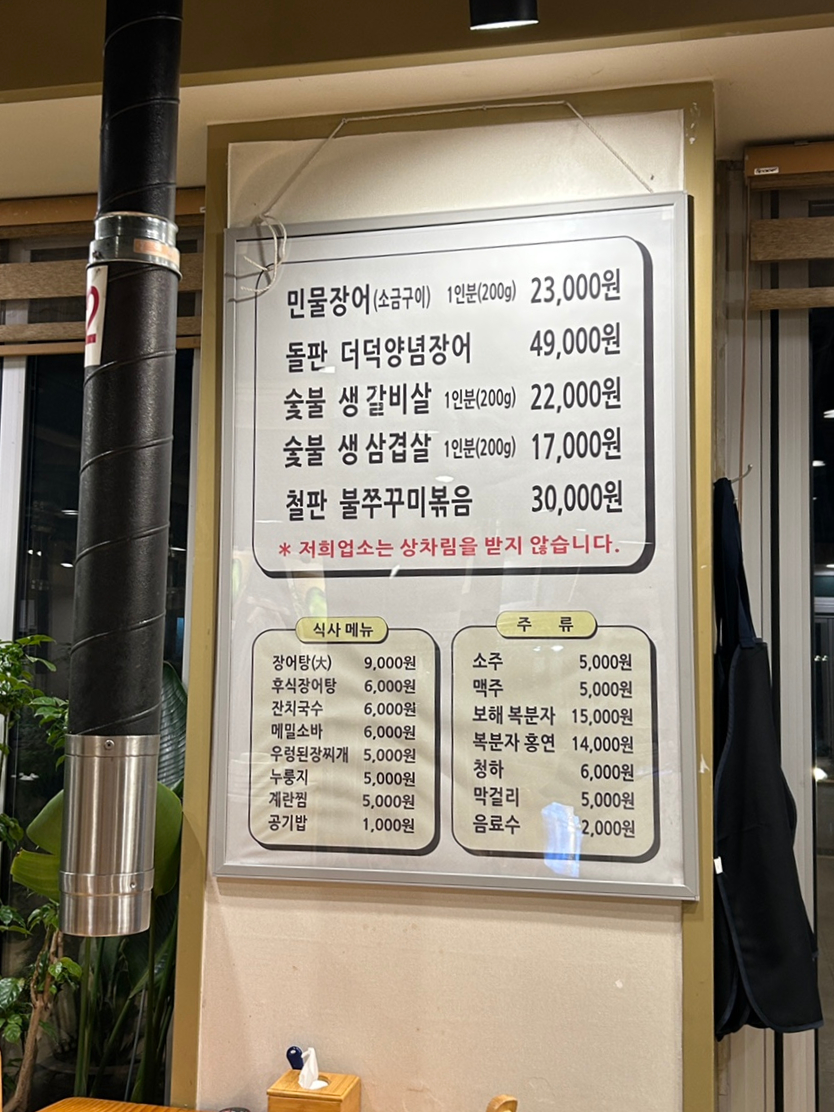 2
민물장어(소금구이) 1인분(200g) 23,000원
돌판 더덕양념장어 49,000원
숯불 생갈비살 1인분(200g) 22,000원
숯불 생삼겹살 1인분(200g) 17,000원
철판 불쭈꾸미볶음 30,000원
* 저희업소는 상차림을 받지 않습니다.
식사 메뉴
장어탕(大) 9,000원
후식장어탕 6,000원
잔치국수 6,000원
메밀소바 6,000원
우렁된장찌개 5,000원
누룽지 5,000원
계란찜 5,000원
공기밥 1,000원
주 류
소주 5,000원
맥주 5,000원
보해 복분자 15,000원
복분자 홍연 14,000원
청하 6,000원
막걸리 5,000원
음료수 2,000원